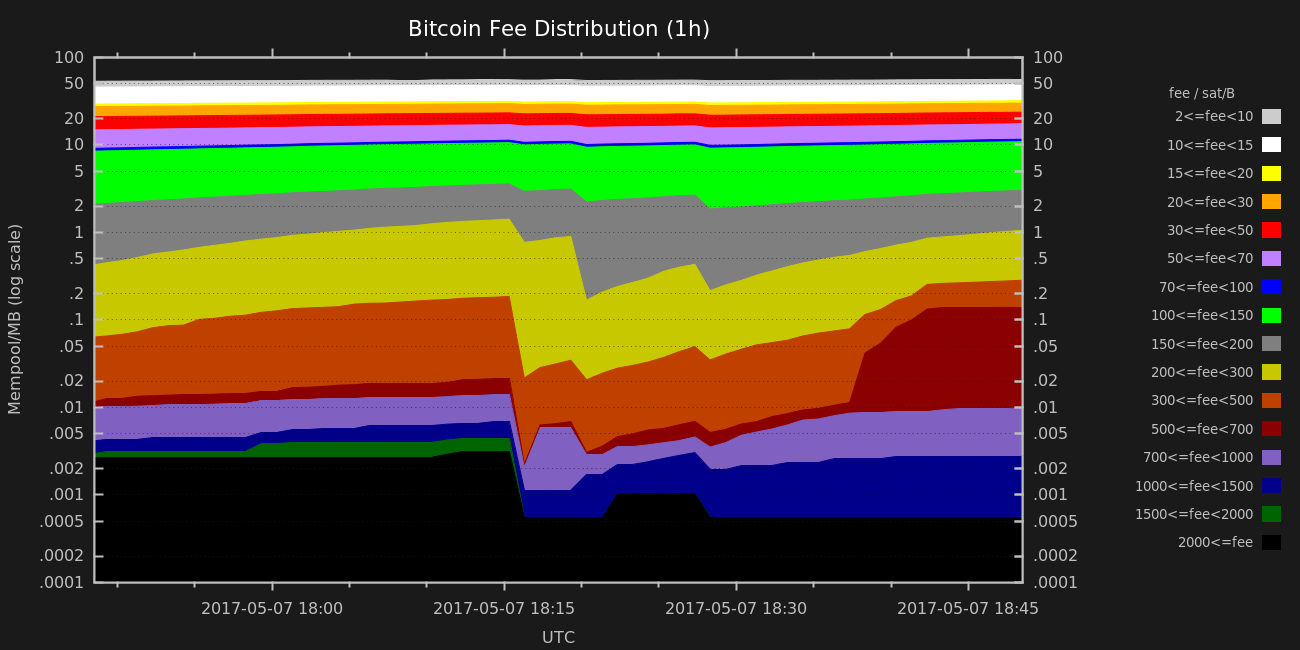 Bitcoin Fee Distribution (1h)
100
50
20
10
5
2
1
.5
.2
.1
.05
.02
.01
.005
.002
.001
.0005
.0002
.0001
Mempool/MB (log scale)
100
50
20
10
5
2
1
.5
.2
.1
.05
.02
.01
.005
.002
.001
.0005
.0002
.0001
2017-05-07 18:00
2017-05-07 18:15
2017-05-07 18:30
2017-05-07 18:45
UTC
fee / sat/B
2<=fee<10
10<=fee<15
15<=fee<20
20<=fee<30
30<=fee<50
50<=fee<70
70<=fee<100
100<=fee<150
150<=fee<200
200<=fee<300
300<=fee<500
500<=fee<700
700<=fee<1000
1000<=fee<1500
1500<=fee<2000
2000<=fee